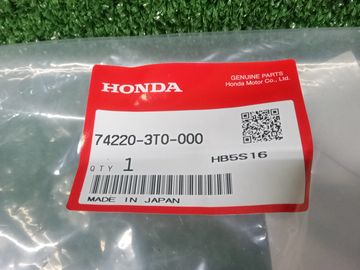 HONDA
GENUINE PARTS
Honda Motor Co., Ltd.
74220-3T0-000
QTY 1
HB5S16
MADE IN JAPAN